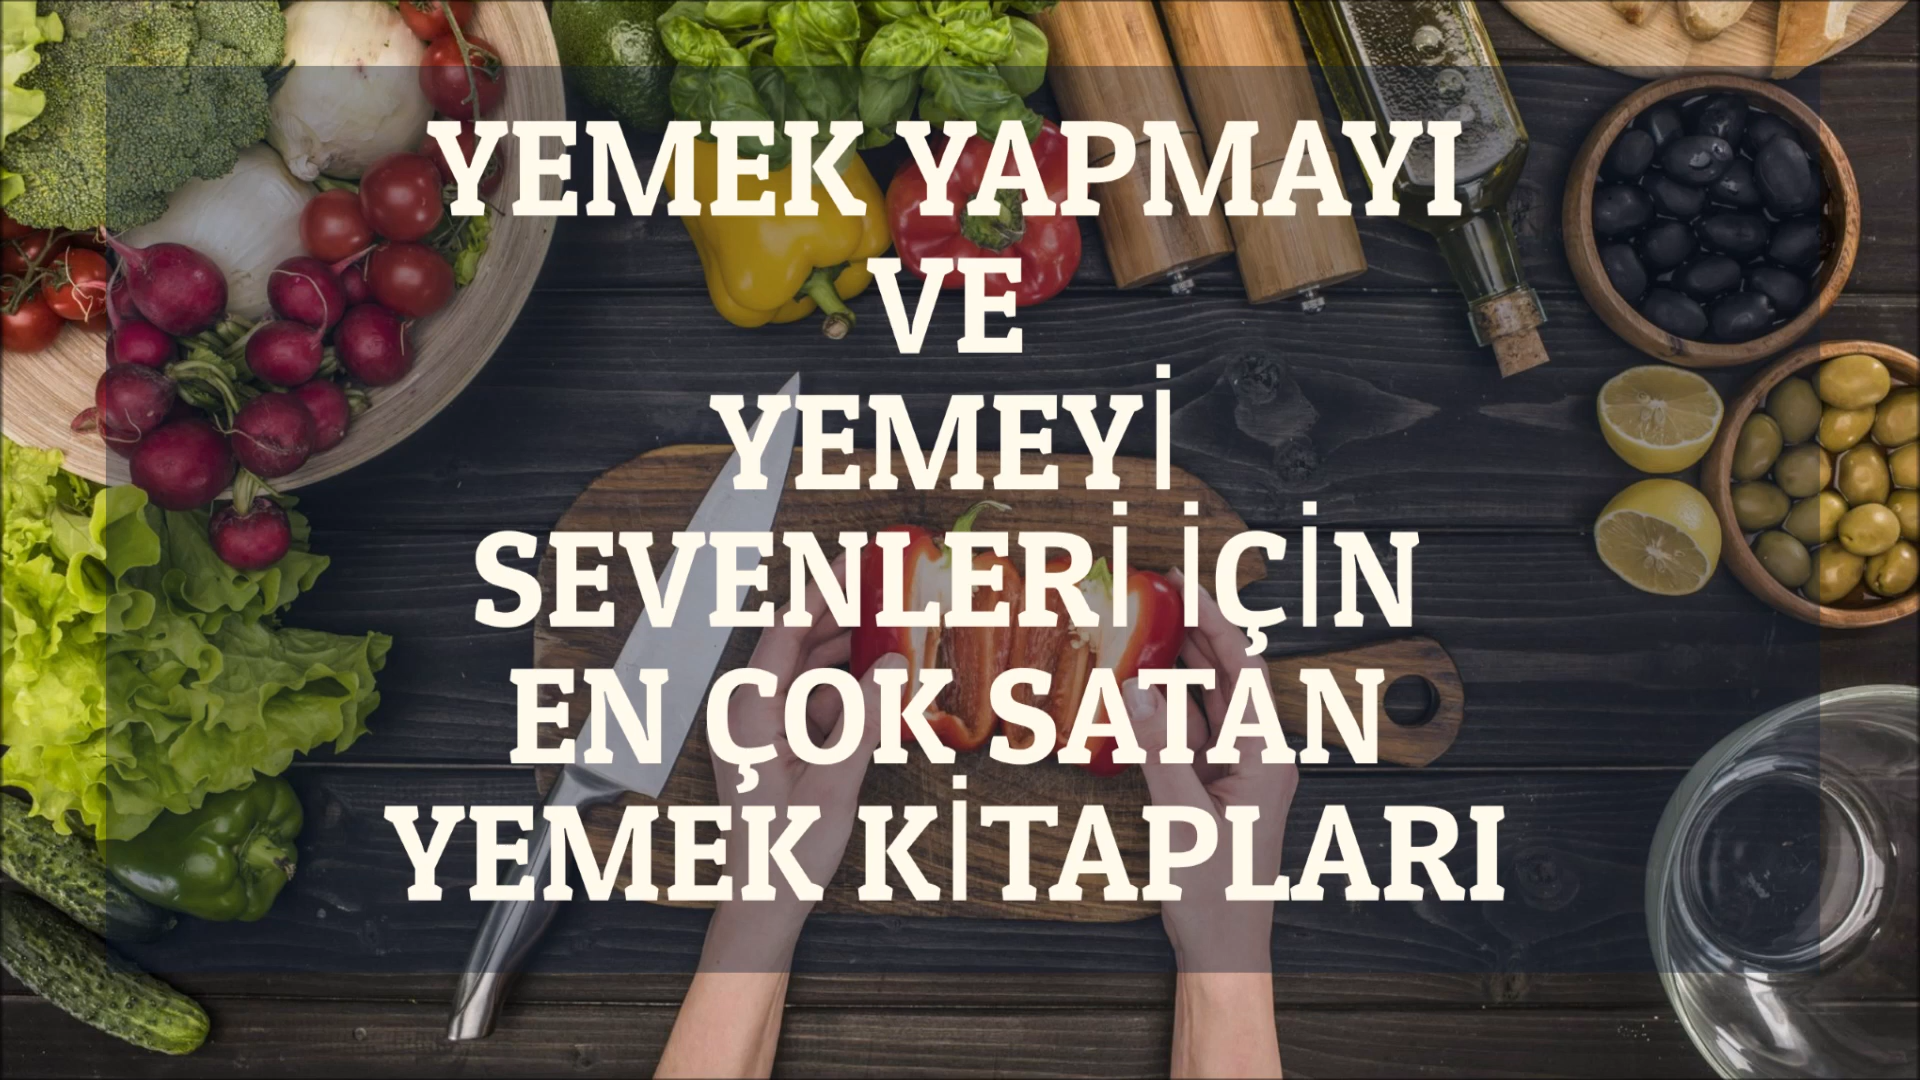 YEMEK YAPMAYI
VE
YEMEYİ
SEVENLERİ İÇİN
EN ÇOK SATAN
YEMEK KİTAPLARI